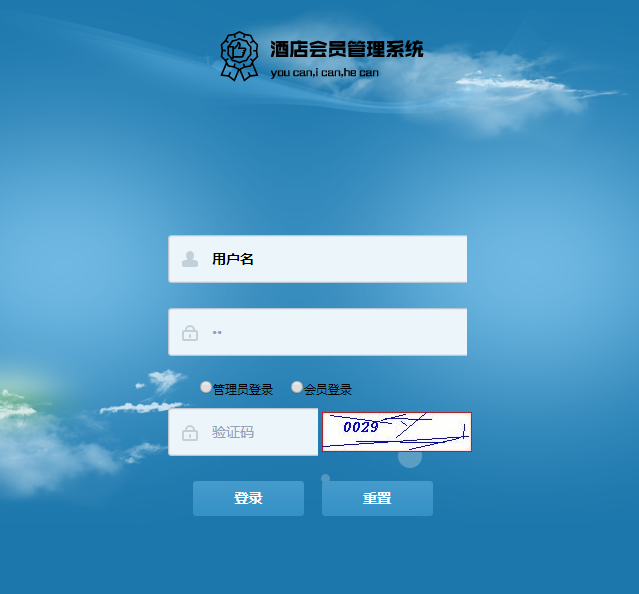 酒店会员管理系统
you can,i can,he can
用户名
••
管理员登录 会员登录
验证码 0029
登录 重置